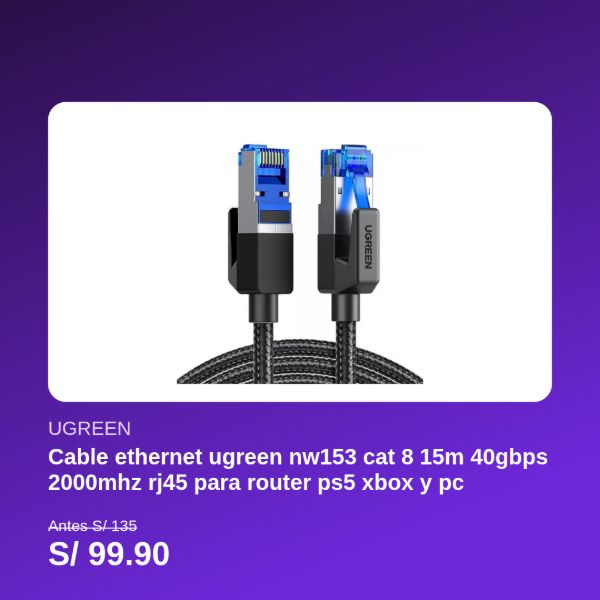 UGREEN
UGREEN
Cable ethernet ugreen nw153 cat 8 15m 40gbps
2000mhz rj45 para router ps5 xbox y pc
Antes S/ 135
S/ 99.90